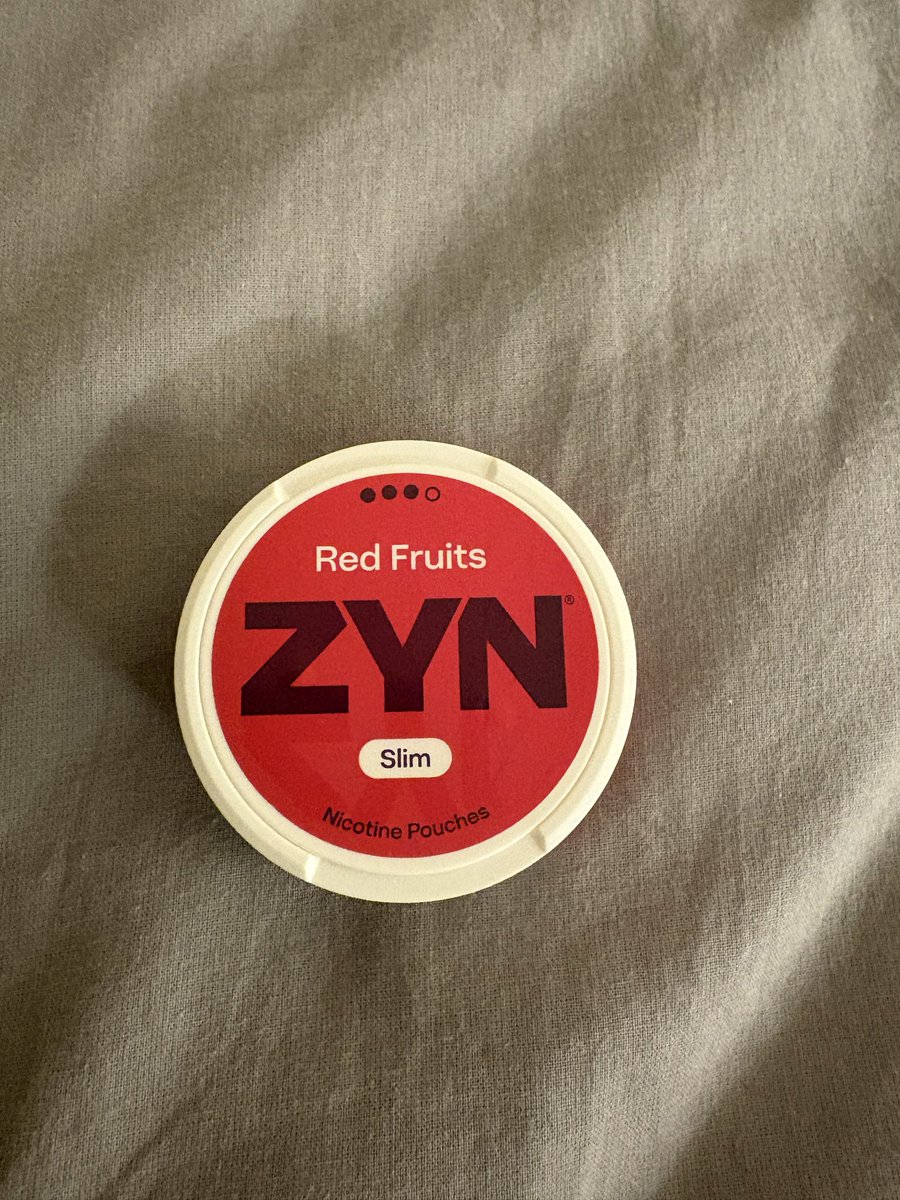 Red Fruits
ZYN®
Slim
Nicotine Pouches